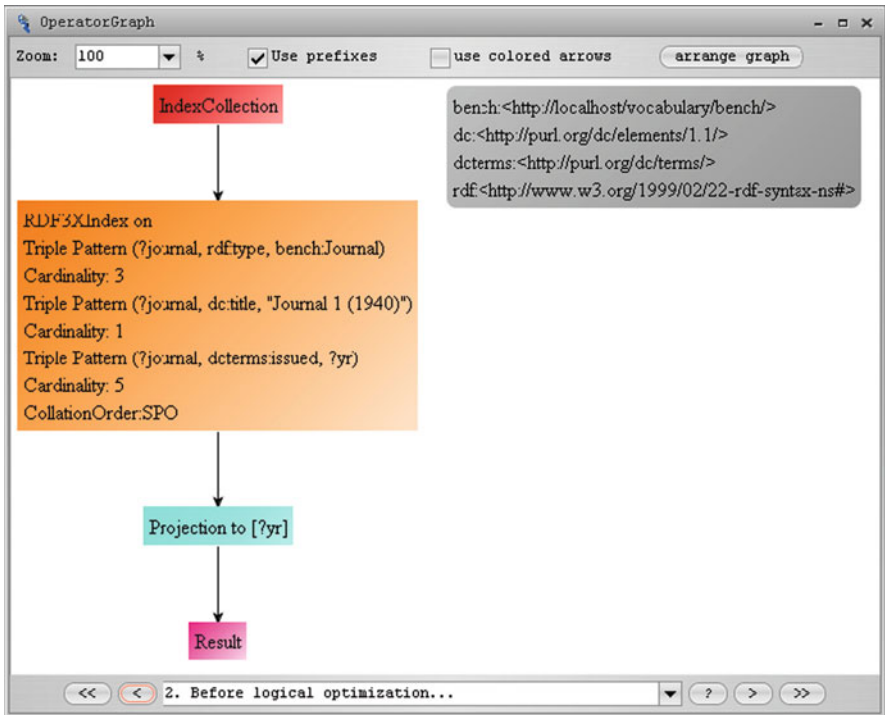 OperatorGraph
Zoom: 100 % Use prefixes use colored arrows arrange graph
IndexCollection
bench:<http://localhost/vocabulary/bench/>
dc:<http://purl.org/dc/elements/1.1/>
dcterms:<http://purl.org/dc/terms/>
rdf:<http://www.w3.org/1999/02/22-rdf-syntax-ns#>
RDF3XIndex on
Triple Pattern (?journal, rdf:type, bench:Journal)
Cardinality: 3
Triple Pattern (?journal, dc:title, "Journal 1 (1940)")
Cardinality: 1
Triple Pattern (?journal, dcterms:issued, ?yr)
Cardinality: 5
CollationOrder:SPO
Projection to [?yr]
Result
<< < 2. Before logical optimization... ? > >>